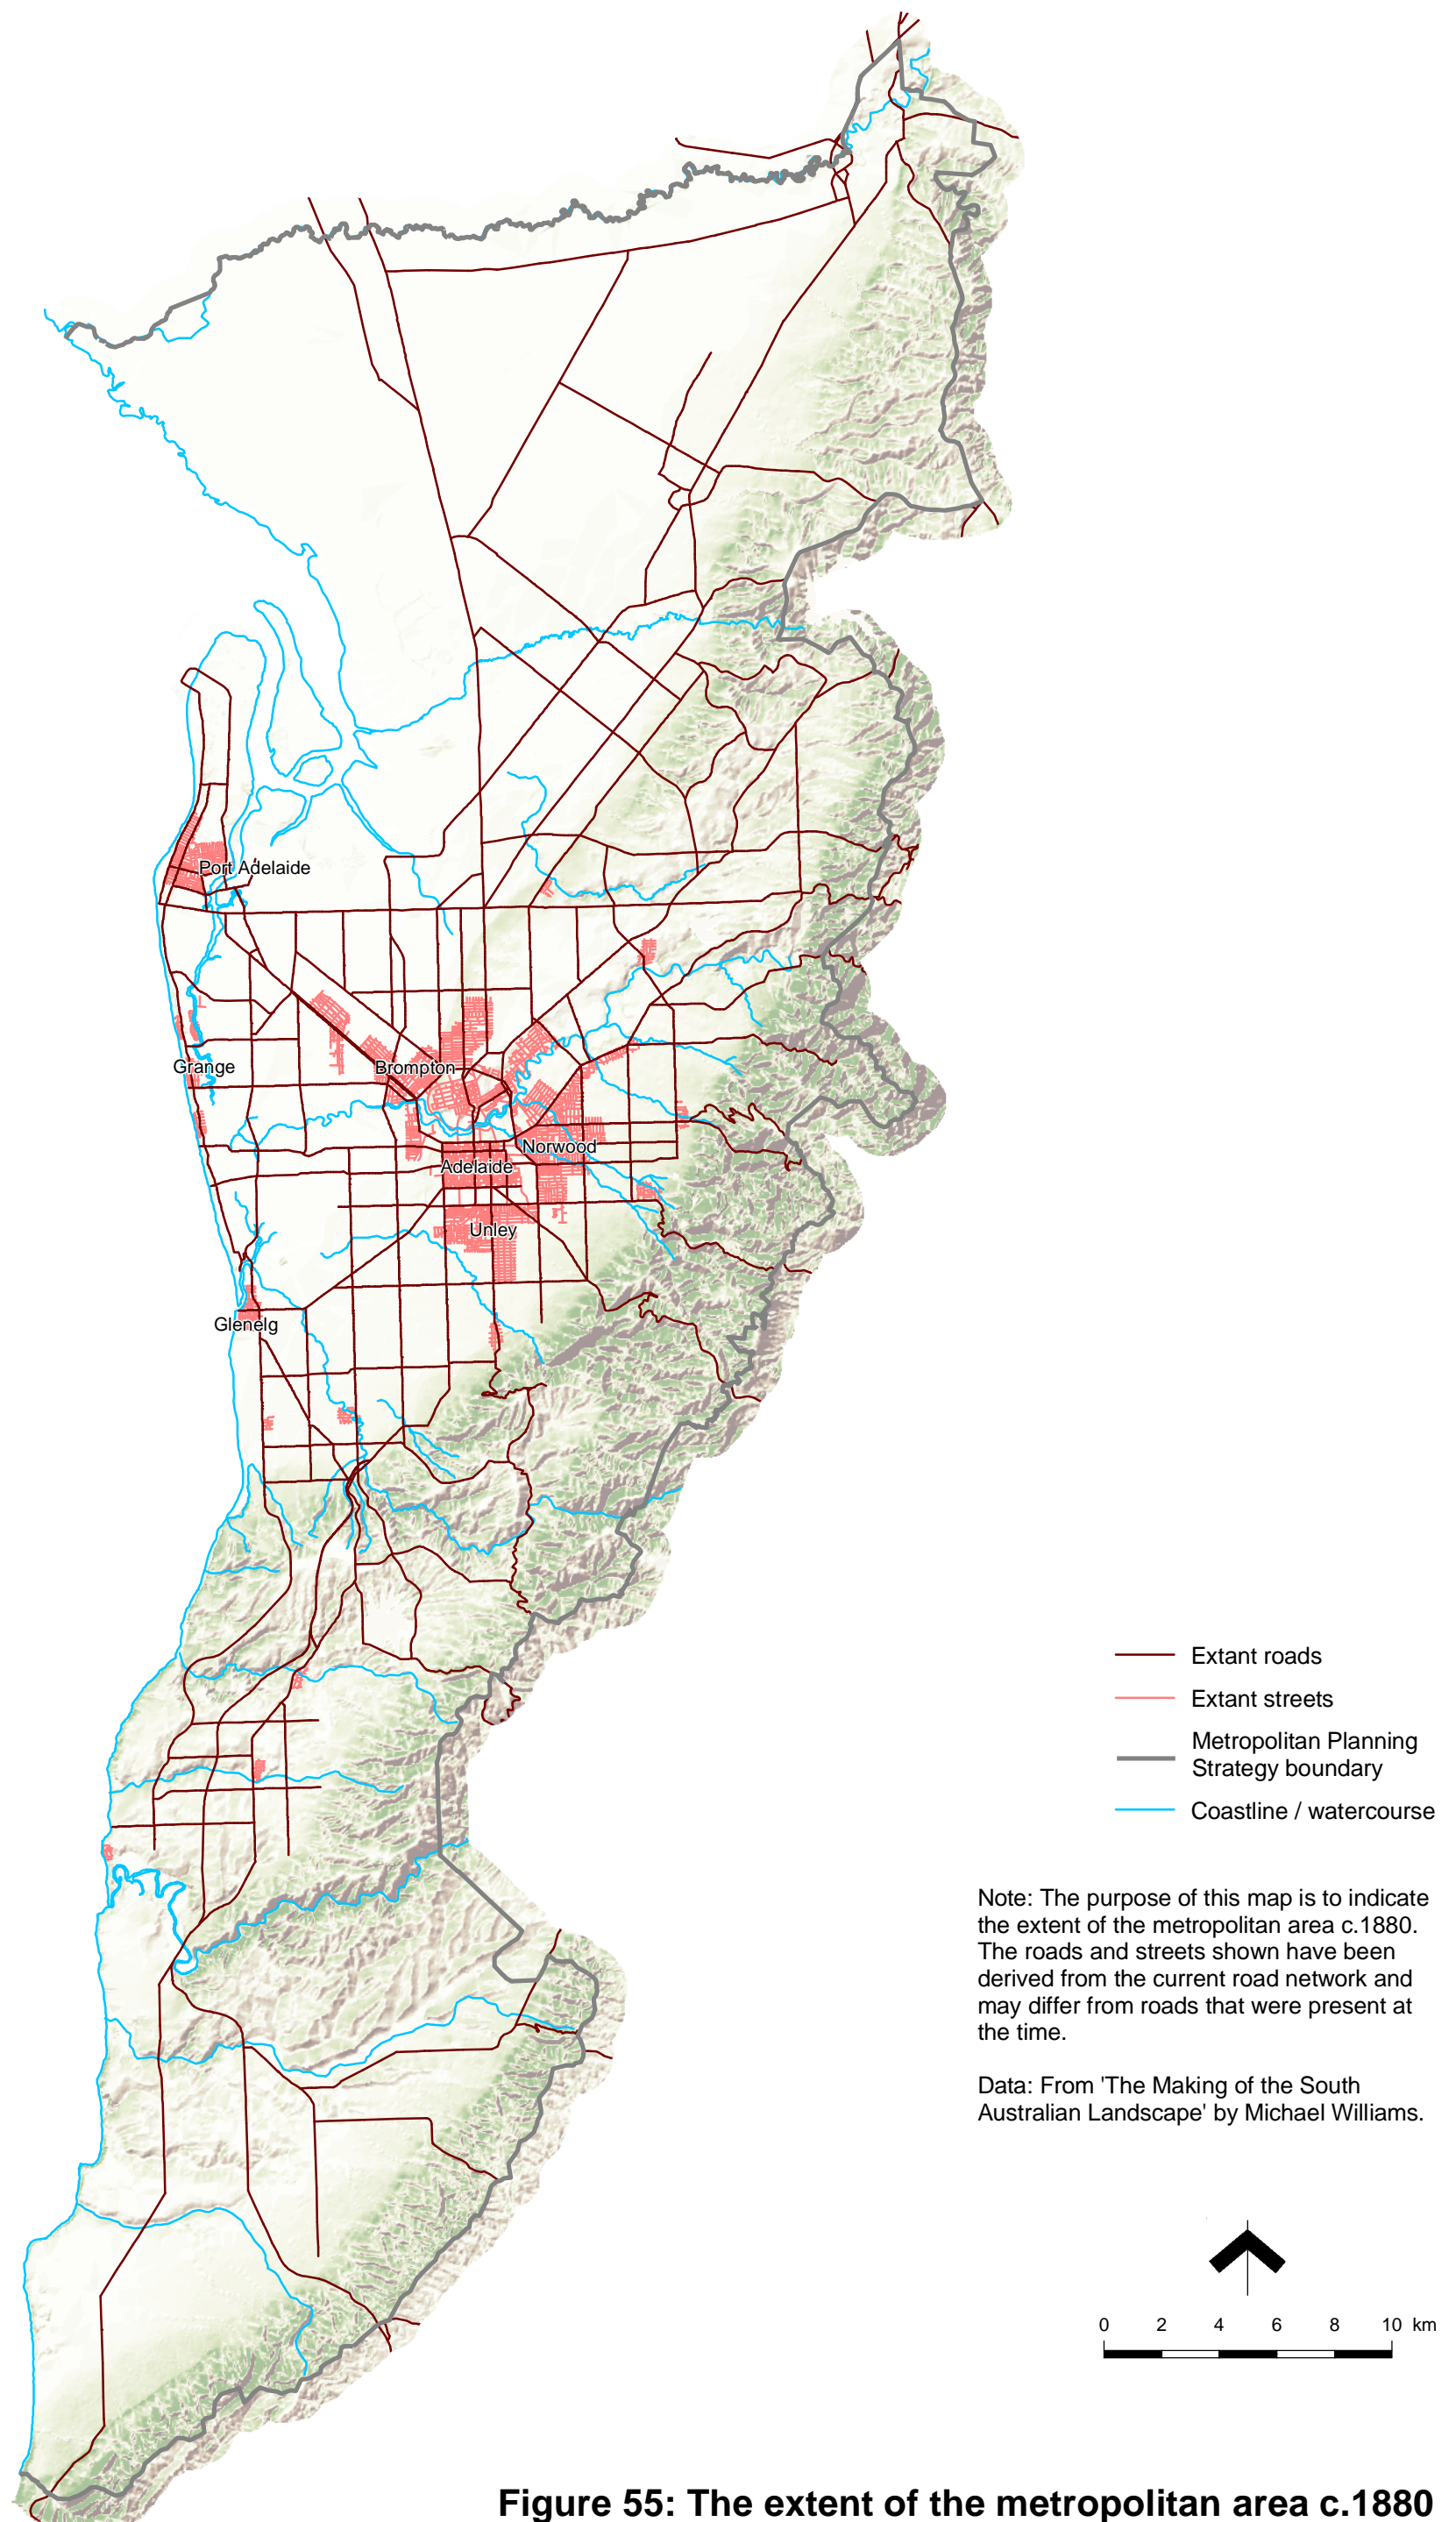 Port Adelaide
Grange
Brompton
Norwood
Adelaide
Unley
Glenelg
Extant roads
Extant streets
Metropolitan Planning
Strategy boundary
Coastline / watercourse
Note: The purpose of this map is to indicate
the extent of the metropolitan area c.1880.
The roads and streets shown have been
derived from the current road network and
may differ from roads that were present at
the time.
Data: From 'The Making of the South
Australian Landscape' by Michael Williams.
0 2 4 6 8 10 km
Figure 55: The extent of the metropolitan area c.1880